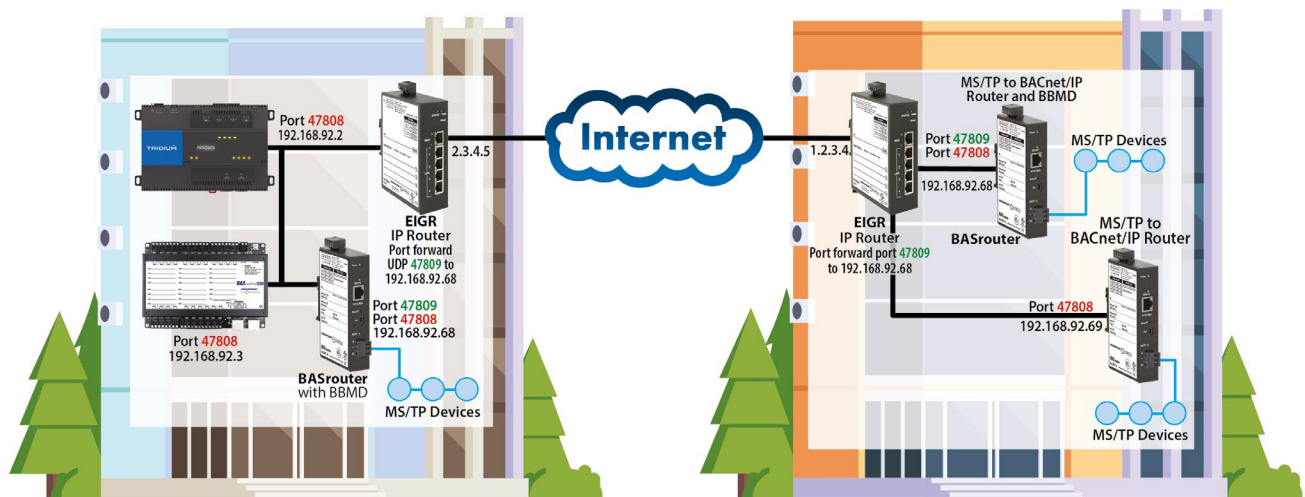 Port 47808
192.168.92.2
TRIDIUM
2.3.4.5
EIGR
IP Router
Port forward
UDP 47809 to
192.168.92.68
Port 47808
192.168.92.3
Port 47809
Port 47808
192.168.92.68
BASrouter
with BBMD
MS/TP Devices
Internet
1.2.3.4.
EIGR
IP Router
Port forward port 47809
to 192.168.92.68
MS/TP to BACnet/IP
Router and BBMD
Port 47809
Port 47808
192.168.92.68
BASrouter
MS/TP Devices
MS/TP to
BACnet/IP Router
Port 47808
192.168.92.69
MS/TP Devices